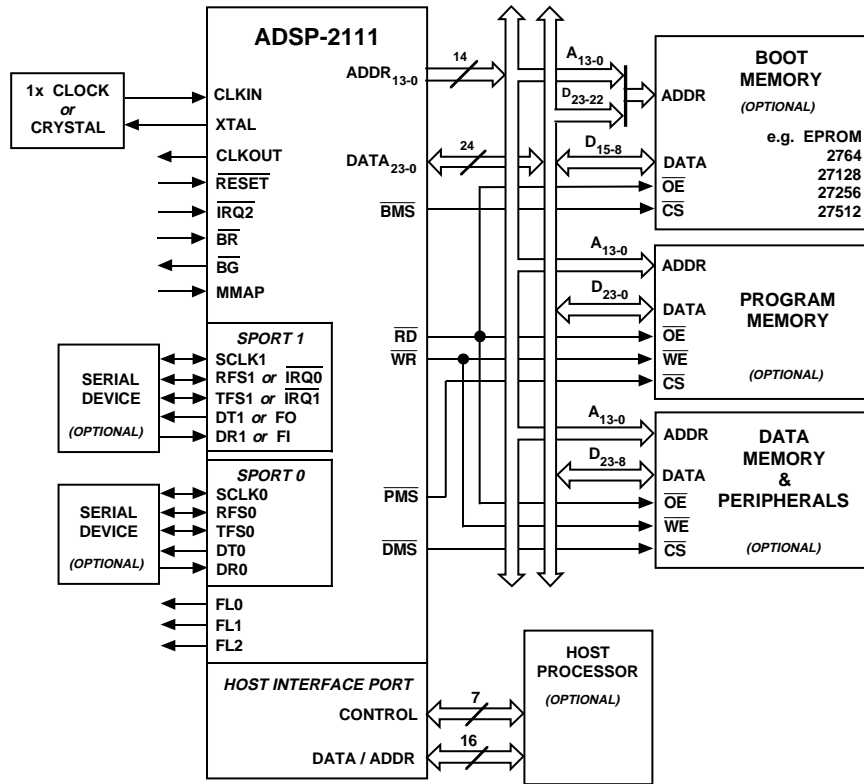 ADSP-2111
1x CLOCK
or
CRYSTAL
CLKIN
XTAL
CLKOUT
RESET
IRQ2
BR
BG
MMAP
ADDR13-0
14
DATA23-0
24
BMS
RD
WR
PMS
DMS
SPORT 1
SCLK1
RFS1 or IRQ0
TFS1 or IRQ1
DT1 or FO
DR1 or FI
SERIAL
DEVICE
(OPTIONAL)
SPORT 0
SCLK0
RFS0
TFS0
DT0
DR0
SERIAL
DEVICE
(OPTIONAL)
FL0
FL1
FL2
HOST INTERFACE PORT
CONTROL
7
DATA / ADDR
16
HOST
PROCESSOR
(OPTIONAL)
A13-0
D23-22
D15-8
BOOT
MEMORY
(OPTIONAL)
ADDR
DATA
OE
CS
e.g. EPROM
2764
27128
27256
27512
A13-0
D23-0
ADDR
DATA
OE
WE
CS
PROGRAM
MEMORY
(OPTIONAL)
A13-0
D23-8
ADDR
DATA
OE
WE
CS
DATA
MEMORY
&
PERIPHERALS
(OPTIONAL)